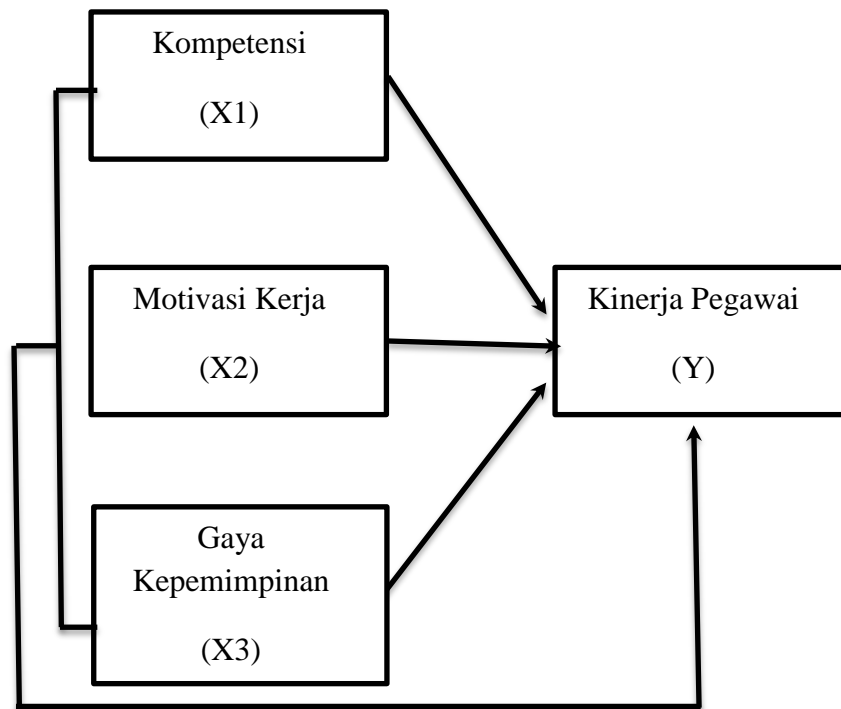 Kompetensi
(X1)
Motivasi Kerja
(X2)
Kinerja Pegawai
(Y)
Gaya
Kepemimpinan
(X3)